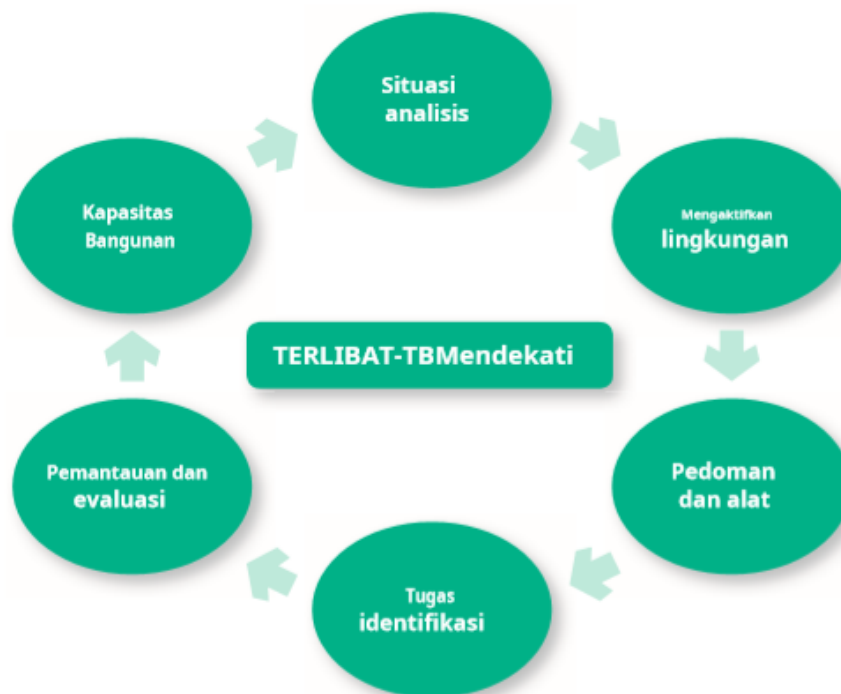 Situasi
analisis
Mengaktifkan
lingkungan
Pedoman
dan alat
Tugas
identifikasi
Pemantauan dan
evaluasi
Kapasitas
Bangunan
TERLIBAT-TBMendekati